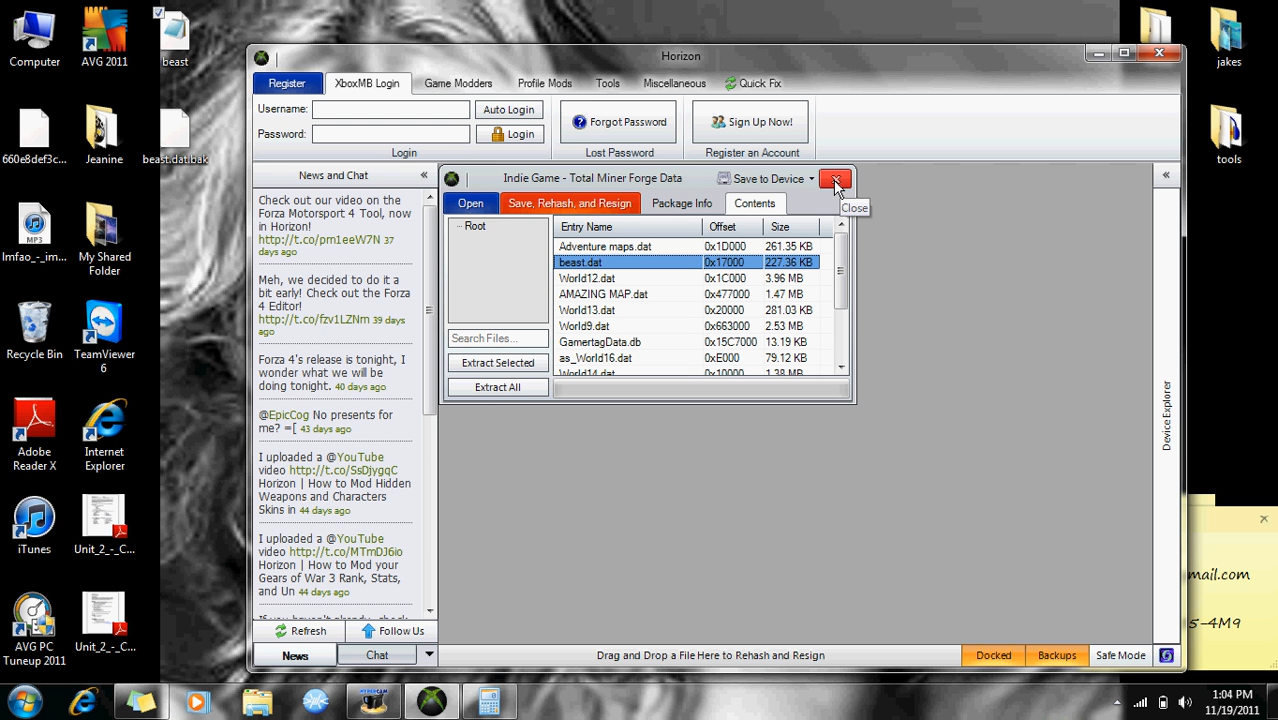 Computer
AVG 2011
beast
jakes
660e8def3c...
Jeanine
beast.dat.bak
tools
lmfao_-_im...
My Shared
Folder
MP3
Recycle Bin
TeamViewer
6
Adobe
Reader X
Internet
Explorer
iTunes
Unit_2_-_C...
AVG PC
Tuneup 2011
Unit_2_-_C...
Horizon
Register
XboxMB Login
Game Modders
Profile Mods
Tools
Miscellaneous
Quick Fix
Username:
Auto Login
Password:
Login
Forgot Password
Sign Up Now!
Login
Lost Password
Register an Account
News and Chat
«
«
Check out our video on the
Forza Motorsport 4 Tool, now
in Horizon!
http://t.co/pm1eeW7N 37
days ago
Meh, we decided to do it a
bit early! Check out the Forza
4 Editor!
http://t.co/fzv1LZNm 39 days
ago
Forza 4's release is tonight, I
wonder what we will be
doing tonight. 40 days ago
@EpicCog No presents for
me? =[ 43 days ago
I uploaded a @YouTube
video http://t.co/SsDjygqC
Horizon | How to Mod Hidden
Weapons and Characters
Skins in 44 days ago
I uploaded a @YouTube
video http://t.co/MTmDJ6io
Horizon | How to Mod your
Gears of War 3 Rank, Stats,
and Un 44 days ago
Refresh
Follow Us
News
Chat
Indie Game - Total Miner Forge Data
Save to Device
Close
Open
Save, Rehash, and Resign
Package Info
Contents
Root
Search Files...
Extract Selected
Extract All
Entry Name Offset Size
Adventure maps.dat 0x1D000 261.35 KB
beast.dat 0x17000 227.36 KB
World12.dat 0x1C000 3.96 MB
AMAZING MAP.dat 0x477000 1.47 MB
World13.dat 0x20000 281.03 KB
World9.dat 0x663000 2.53 MB
GamertagData.db 0x15C7000 13.19 KB
as_World16.dat 0xE000 79.12 KB
World14.dat 0x10000 1.38 MB
Device Explorer
Drag and Drop a File Here to Rehash and Resign
Docked
Backups
Safe Mode
mail.com
5-4M9
HYPERCAM
1:04 PM
11/19/2011